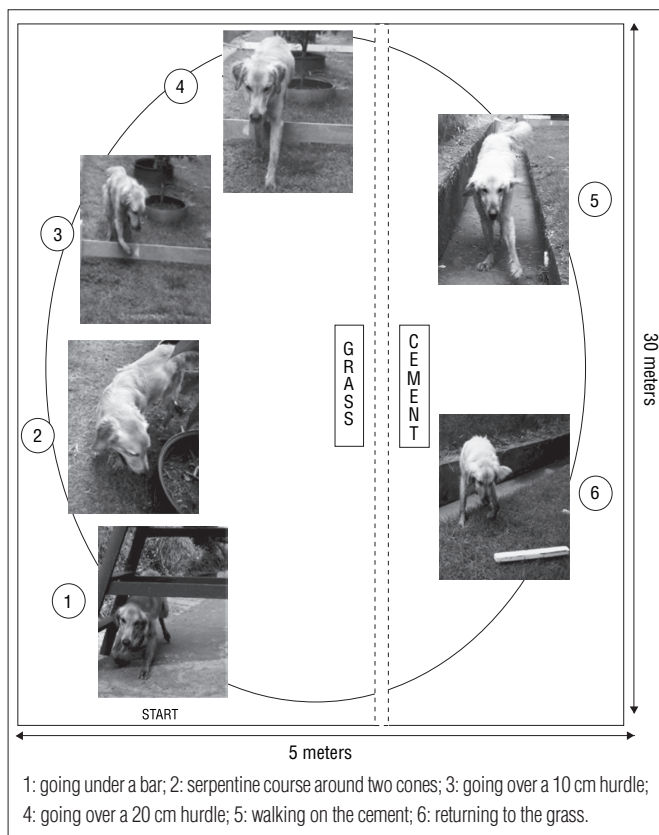 4
5
3
GRASS
CEMENT
30 meters
2
6
1
START
5 meters
1: going under a bar; 2: serpentine course around two cones; 3: going over a 10 cm hurdle;
4: going over a 20 cm hurdle; 5: walking on the cement; 6: returning to the grass.